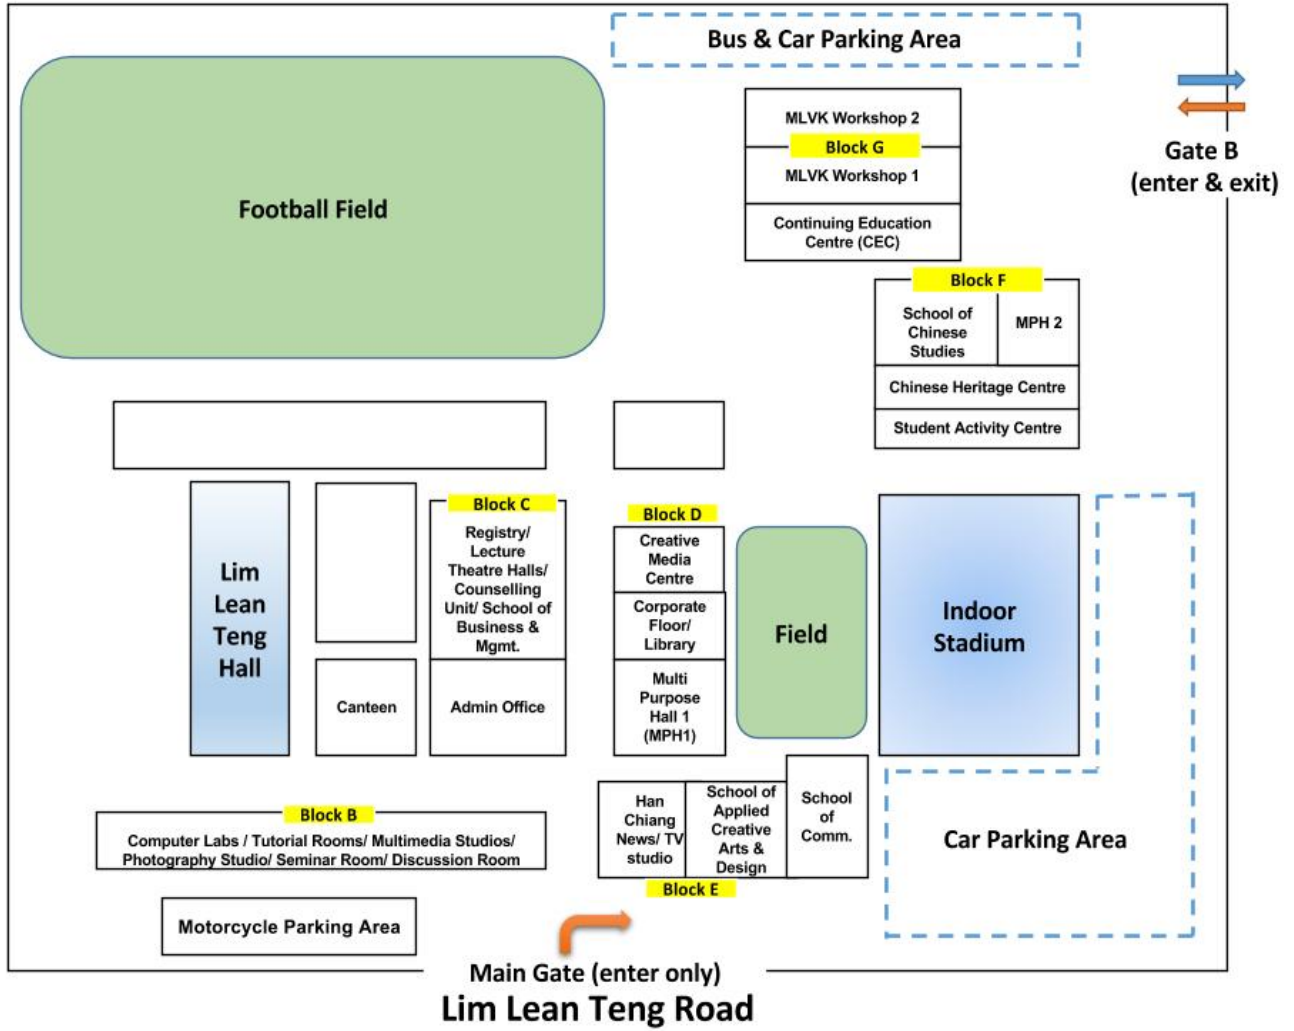 Bus & Car Parking Area
Gate B
(enter & exit)
MLVK Workshop 2
Block G
MLVK Workshop 1
Continuing Education
Centre (CEC)
Football Field
Block F
School of
Chinese
Studies
MPH 2
Chinese Heritage Centre
Student Activity Centre
Lim
Lean
Teng
Hall
Canteen
Block C
Registry/
Lecture
Theatre Halls/
Counselling
Unit/ School of
Business &
Mgmt.
Admin Office
Block D
Creative
Media
Centre
Corporate
Floor/
Library
Multi
Purpose
Hall 1
(MPH1)
Field
Indoor
Stadium
Block B
Computer Labs / Tutorial Rooms/ Multimedia Studios/
Photography Studio/ Seminar Room/ Discussion Room
Han
Chiang
News/ TV
studio
School of
Applied
Creative
Arts &
Design
School
of
Comm.
Block E
Car Parking Area
Motorcycle Parking Area
Main Gate (enter only)
Lim Lean Teng Road